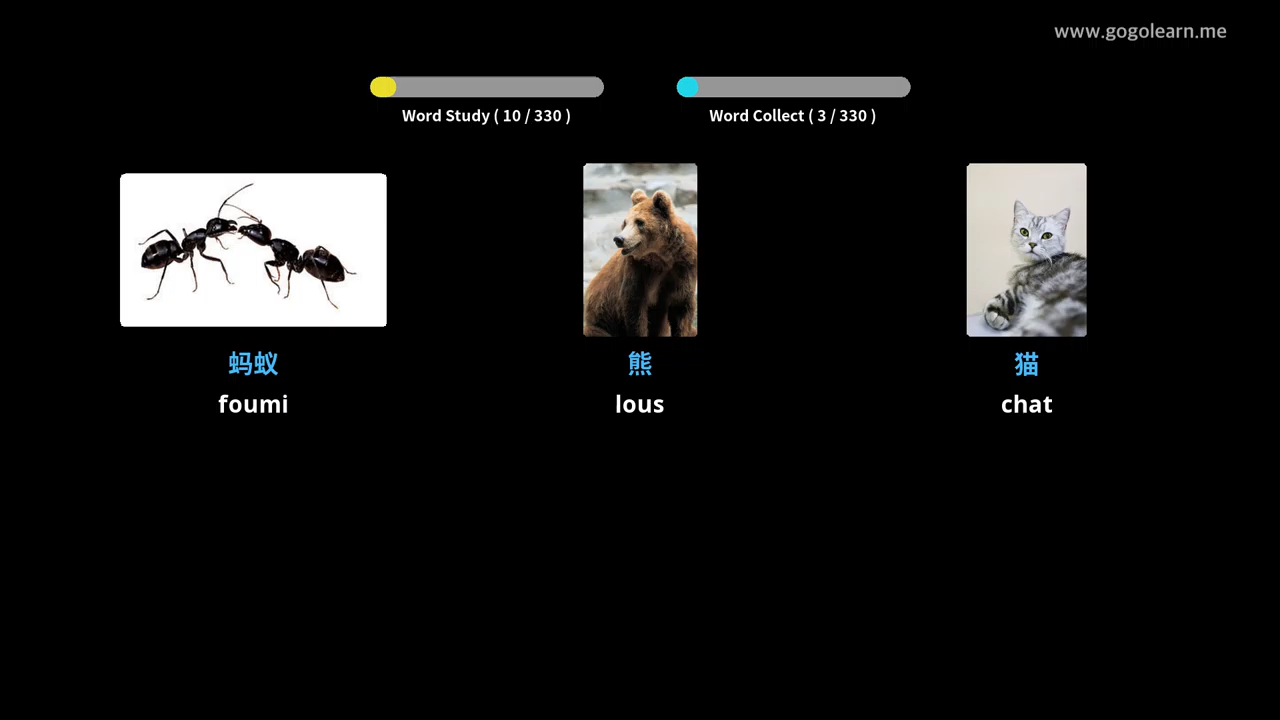 www.gogolearn.me
Word Study ( 10 / 330 )
Word Collect ( 3 / 330 )
蚂蚁
熊
猫
foumi
lous
chat